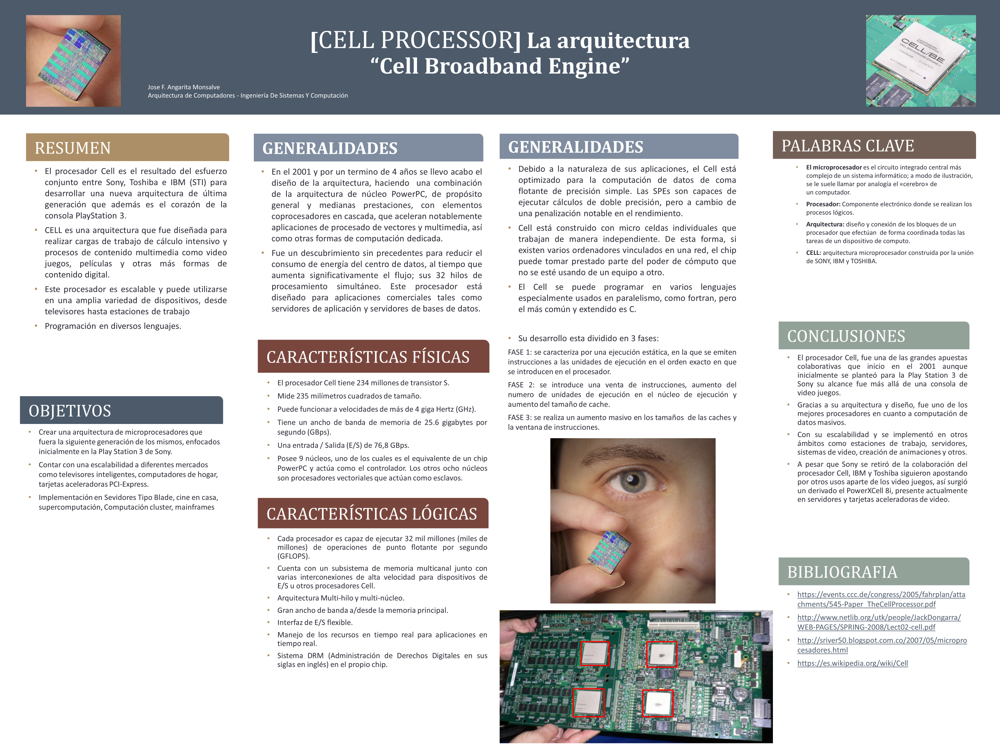 [CELL PROCESSOR] La arquitectura
“Cell Broadband Engine”
Jose F. Angarita Monsalve
Arquitectura de Computadores - Ingeniería De Sistemas Y Computación
CELL/BE
CELL BROADBAND ENGINE
RESUMEN
• El procesador Cell es el resultado del esfuerzo
conjunto entre Sony, Toshiba e IBM (STI) para
desarrollar una nueva arquitectura de última
generación que además es el corazón de la
consola PlayStation 3.
• CELL es una arquitectura que fue diseñada para
realizar cargas de trabajo de cálculo intensivo y
procesos de contenido multimedia como video
juegos, películas y otras más formas de
contenido digital.
• Este procesador es escalable y puede utilizarse
en una amplia variedad de dispositivos, desde
televisores hasta estaciones de trabajo
• Programación en diversos lenguajes.
OBJETIVOS
• Crear una arquitectura de microprocesadores que
fuera la siguiente generación de los mismos, enfocados
inicialmente en la Play Station 3 de Sony.
• Contar con una escalabilidad a diferentes mercados
como televisores inteligentes, computadores de hogar,
tarjetas aceleradoras PCI-Express.
• Implementación en Sevidores Tipo Blade, cine en casa,
supercomputación, Computación cluster, mainframes
GENERALIDADES
• En el 2001 y por un termino de 4 años se llevo acabo el
diseño de la arquitectura, haciendo una combinación
de la arquitectura de núcleo PowerPC, de propósito
general y medianas prestaciones, con elementos
coprocesadores en cascada, que aceleran notablemente
aplicaciones de procesado de vectores y multimedia, así
como otras formas de computación dedicada.
• Fue un descubrimiento sin precedentes para reducir el
consumo de energía del centro de datos, al tiempo que
aumenta significativamente el flujo; sus 32 hilos de
procesamiento simultáneo. Este procesador está
diseñado para aplicaciones comerciales tales como
servidores de aplicación y servidores de bases de datos.
CARACTERÍSTICAS FÍSICAS
• El procesador Cell tiene 234 millones de transistor S.
• Mide 235 milímetros cuadrados de tamaño.
• Puede funcionar a velocidades de más de 4 giga Hertz (GHz).
• Tiene un ancho de banda de memoria de 25.6 gigabytes por
segundo (GBps).
• Una entrada / Salida (E/S) de 76,8 GBps.
• Posee 9 núcleos, uno de los cuales es el equivalente de un chip
PowerPC y actúa como el controlador. Los otros ocho núcleos
son procesadores vectoriales que actúan como esclavos.
CARACTERÍSTICAS LÓGICAS
• Cada procesador es capaz de ejecutar 32 mil millones (miles de
millones) de operaciones de punto flotante por segundo
(GFLOPS).
• Cuenta con un subsistema de memoria multicanal junto con
varias interconexiones de alta velocidad para dispositivos de
E/S u otros procesadores Cell.
• Arquitectura Multi-hilo y multi-núcleo.
• Gran ancho de banda a/desde la memoria principal.
• Interfaz de E/S flexible.
• Manejo de los recursos en tiempo real para aplicaciones en
tiempo real.
• Sistema DRM (Administración de Derechos Digitales en sus
siglas en inglés) en el propio chip.
GENERALIDADES
• Debido a la naturaleza de sus aplicaciones, el Cell está
optimizado para la computación de datos de coma
flotante de precisión simple. Las SPEs son capaces de
ejecutar cálculos de doble precisión, pero a cambio de
una penalización notable en el rendimiento.
• Cell está construido con micro celdas individuales que
trabajan de manera independiente. De esta forma, si
existen varios ordenadores vinculados en una red, el chip
puede tomar prestado parte del poder de cómputo que
no se esté usando de un equipo a otro.
• El Cell se puede programar en varios lenguajes
especialmente usados en paralelismo, como fortran, pero
el más común y extendido es C.
• Su desarrollo esta dividido en 3 fases:
FASE 1: se caracteriza por una ejecución estática, en la que se emiten
instrucciones a las unidades de ejecución en el orden exacto en que
se introducen en el procesador.
FASE 2: se introduce una venta de instrucciones, aumento del
numero de unidades de ejecución en el núcleo de ejecución y
aumento del tamaño de cache.
FASE 3: se realiza un aumento masivo en los tamaños de las caches y
la ventana de instrucciones.
PALABRAS CLAVE
• El microprocesador es el circuito integrado central más
complejo de un sistema informático; a modo de ilustración,
se le suele llamar por analogía el «cerebro» de
un computador.
• Procesador: Componente electrónico donde se realizan los
procesos lógicos.
• Arquitectura: diseño y conexión de los bloques de un
procesador que efectúan de forma coordinada todas las
tareas de un dispositivo de computo.
• CELL: arquitectura microprocesador construida por la unión
de SONY, IBM y TOSHIBA.
CONCLUSIONES
• El procesador Cell, fue una de las grandes apuestas
colaborativas que inicio en el 2001 aunque
inicialmente se planteó para la Play Station 3 de
Sony su alcance fue más allá de una consola de
video juegos.
• Gracias a su arquitectura y diseño, fue uno de los
mejores procesadores en cuanto a computación de
datos masivos.
• Con su escalabilidad y se implementó en otros
ámbitos como estaciones de trabajo, servidores,
sistemas de video, creación de animaciones y otros.
• A pesar que Sony se retiró de la colaboración del
procesador Cell, IBM y Toshiba siguieron apostando
por otros usos aparte de los video juegos, así surgió
un derivado el PowerXCell 8i, presente actualmente
en servidores y tarjetas aceleradoras de video.
BIBLIOGRAFIA
• https://events.ccc.de/congress/2005/fahrplan/atta
chments/545-Paper_TheCellProcessor.pdf
• http://www.netlib.org/utk/people/JackDongarra/
WEB-PAGES/SPRING-2008/Lect02-cell.pdf
• http://sriver50.blogspot.com.co/2007/05/micropro
cesadores.html
• https://es.wikipedia.org/wiki/Cell